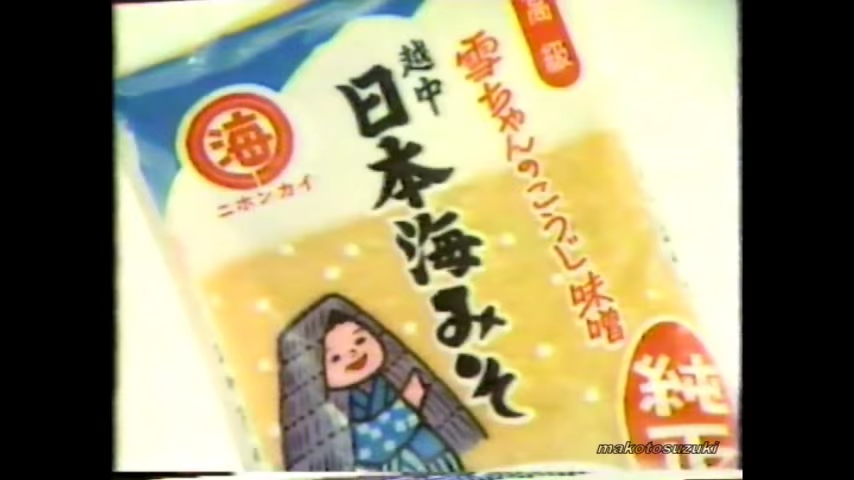 高級
雪ちゃんのこうじ味噌
越中
日本海みそ
海
ニホンカイ
純正
makotosuzuki